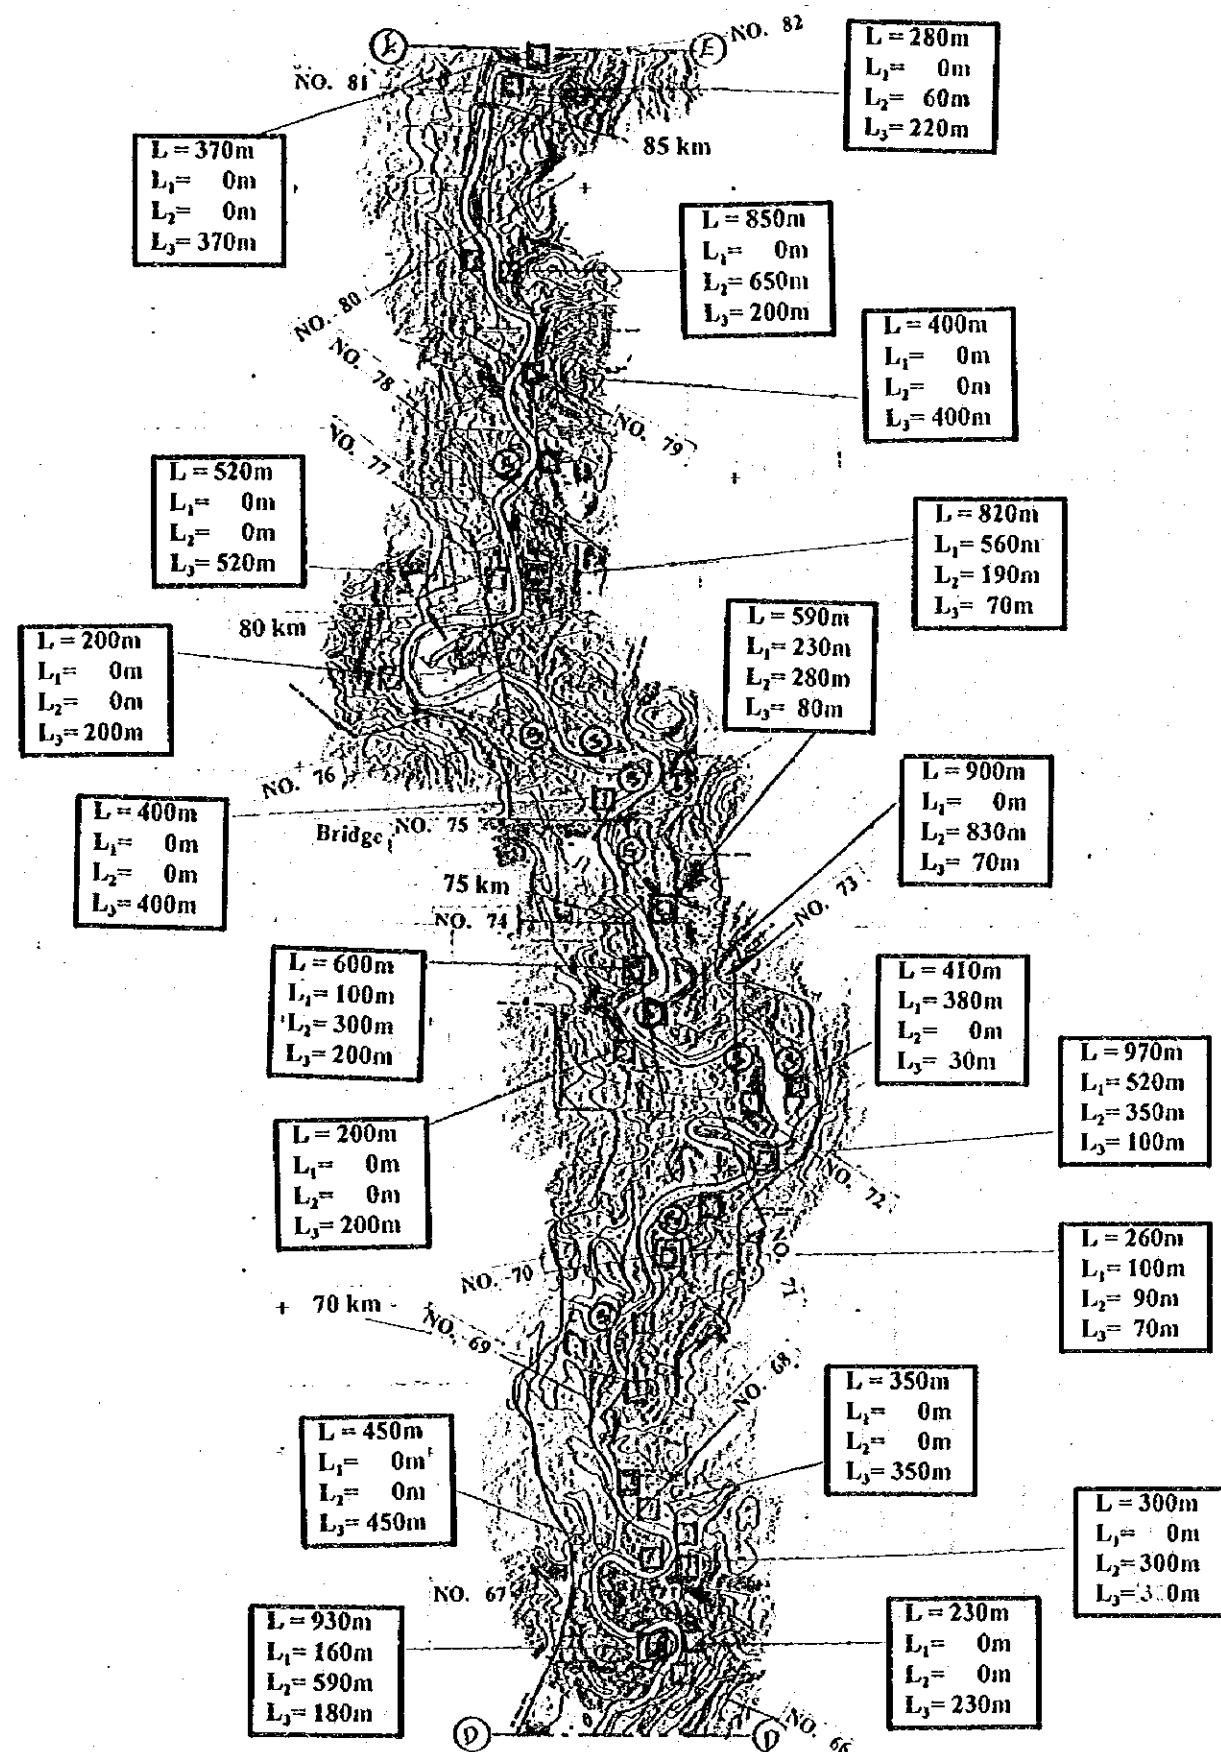 NO. 82
E
E
L = 280m
L₁= 0m
L₂= 60m
L₃= 220m
NO. 81
85 km
L = 370m
L₁= 0m
L₂= 0m
L₃= 370m
L = 850m
L₁= 0m
L₂= 650m
L₃= 200m
NO. 80
L = 400m
L₁= 0m
L₂= 0m
L₃= 400m
NO. 78
NO. 79
NO. 77
L = 520m
L₁= 0m
L₂= 0m
L₃= 520m
L = 820m
L₁= 560m
L₂= 190m
L₃= 70m
80 km
L = 590m
L₁= 230m
L₂= 280m
L₃= 80m
L = 200m
L₁= 0m
L₂= 0m
L₃= 200m
NO. 76
L = 900m
L₁= 0m
L₂= 830m
L₃= 70m
L = 400m
L₁= 0m
L₂= 0m
L₃= 400m
Bridge
NO. 75
75 km
NO. 73
NO. 74
L = 600m
L₁= 100m
L₂= 300m
L₃= 200m
L = 410m
L₁= 380m
L₂= 0m
L₃= 30m
L = 970m
L₁= 520m
L₂= 350m
L₃= 100m
L = 200m
L₁= 0m
L₂= 0m
L₃= 200m
NO. 72
L = 260m
L₁= 100m
L₂= 90m
L₃= 70m
NO. 71
NO. 70
70 km
NO. 69
NO. 68
L = 350m
L₁= 0m
L₂= 0m
L₃= 350m
L = 450m
L₁= 0m
L₂= 0m
L₃= 450m
L = 300m
L₁= 0m
L₂= 300m
NO. 67
L = 930m
L₁= 160m
L₂= 590m
L₃= 180m
L = 230m
L₁= 0m
L₂= 0m
L₃= 230m
NO. 66
D
D